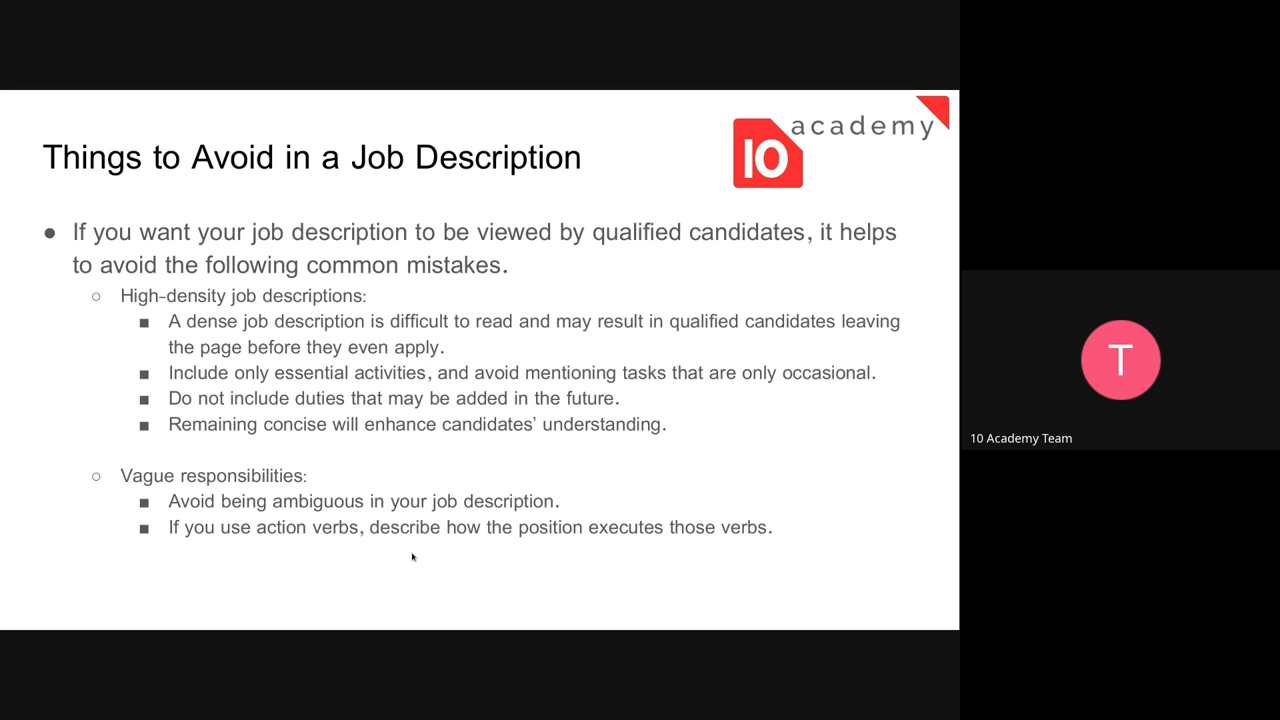 academy
10
Things to Avoid in a Job Description
● If you want your job description to be viewed by qualified candidates, it helps
to avoid the following common mistakes.
○ High-density job descriptions:
■ A dense job description is difficult to read and may result in qualified candidates leaving
the page before they even apply.
■ Include only essential activities, and avoid mentioning tasks that are only occasional.
■ Do not include duties that may be added in the future.
■ Remaining concise will enhance candidates’ understanding.
○ Vague responsibilities:
■ Avoid being ambiguous in your job description.
■ If you use action verbs, describe how the position executes those verbs.
T
10 Academy Team